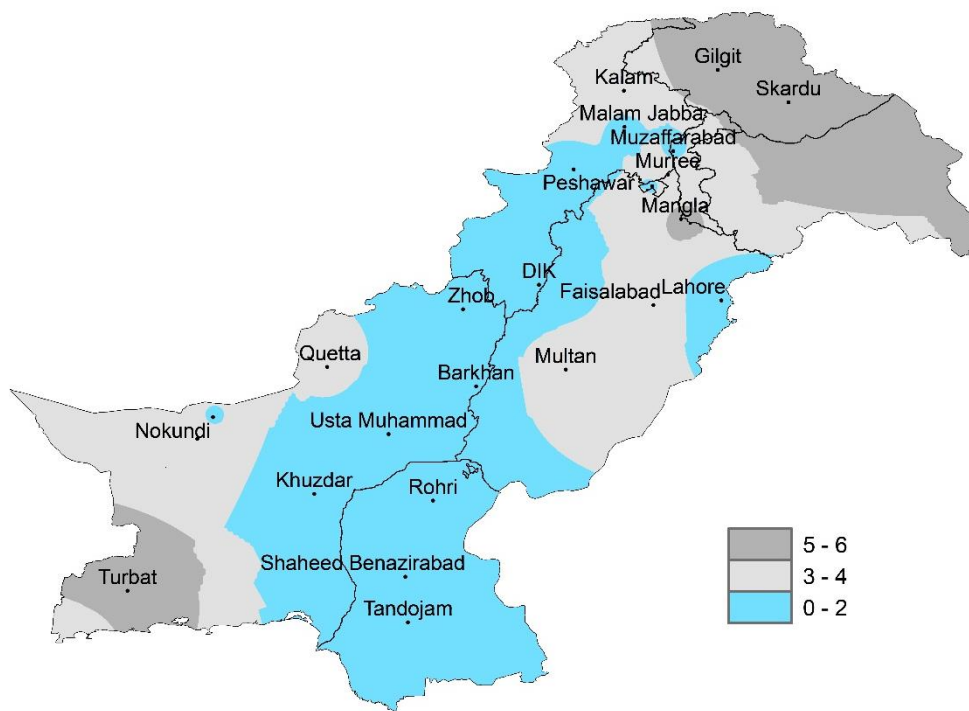 Gilgit
Kalam
Skardu
Malam Jabba
Muzaffarabad
Murree
Peshawar
Mangla
DIK
Zhob
Faisalabad
Lahore
Quetta
Multan
Barkhan
Usta Muhammad
Nokundi
Khuzdar
Rohri
Shaheed Benazirabad
Turbat
Tandojam
5 - 6
3 - 4
0 - 2